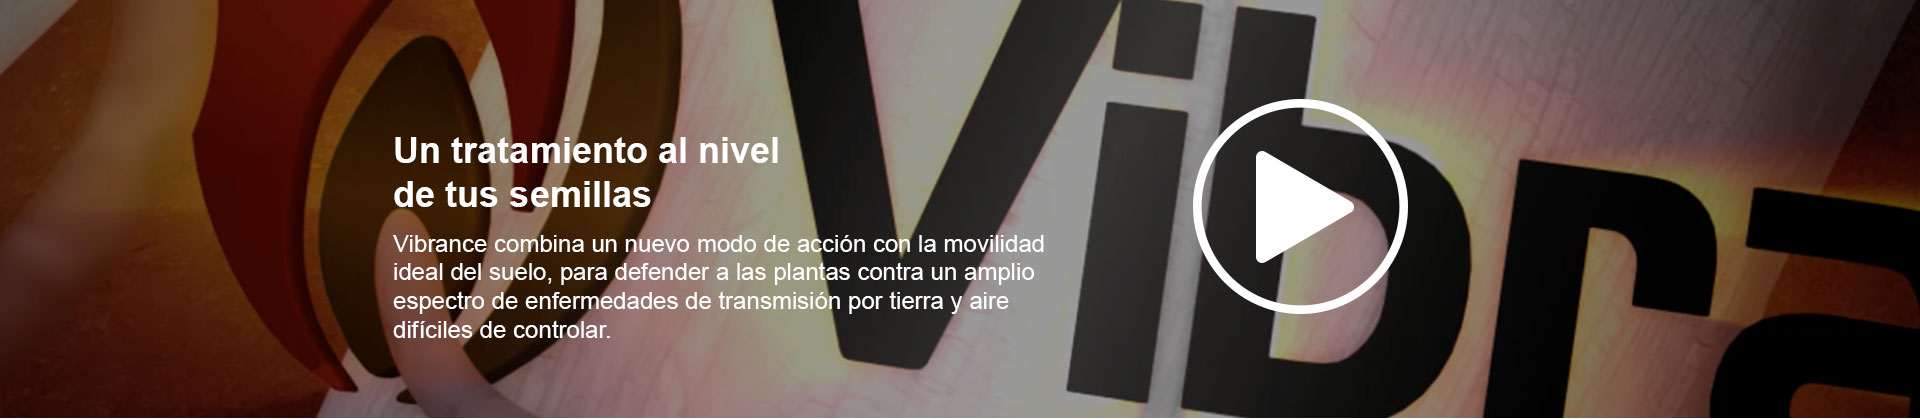 Vibra
Un tratamiento al nivel
de tus semillas
Vibrance combina un nuevo modo de acción con la movilidad
ideal del suelo, para defender a las plantas contra un amplio
espectro de enfermedades de transmisión por tierra y aire
difíciles de controlar.